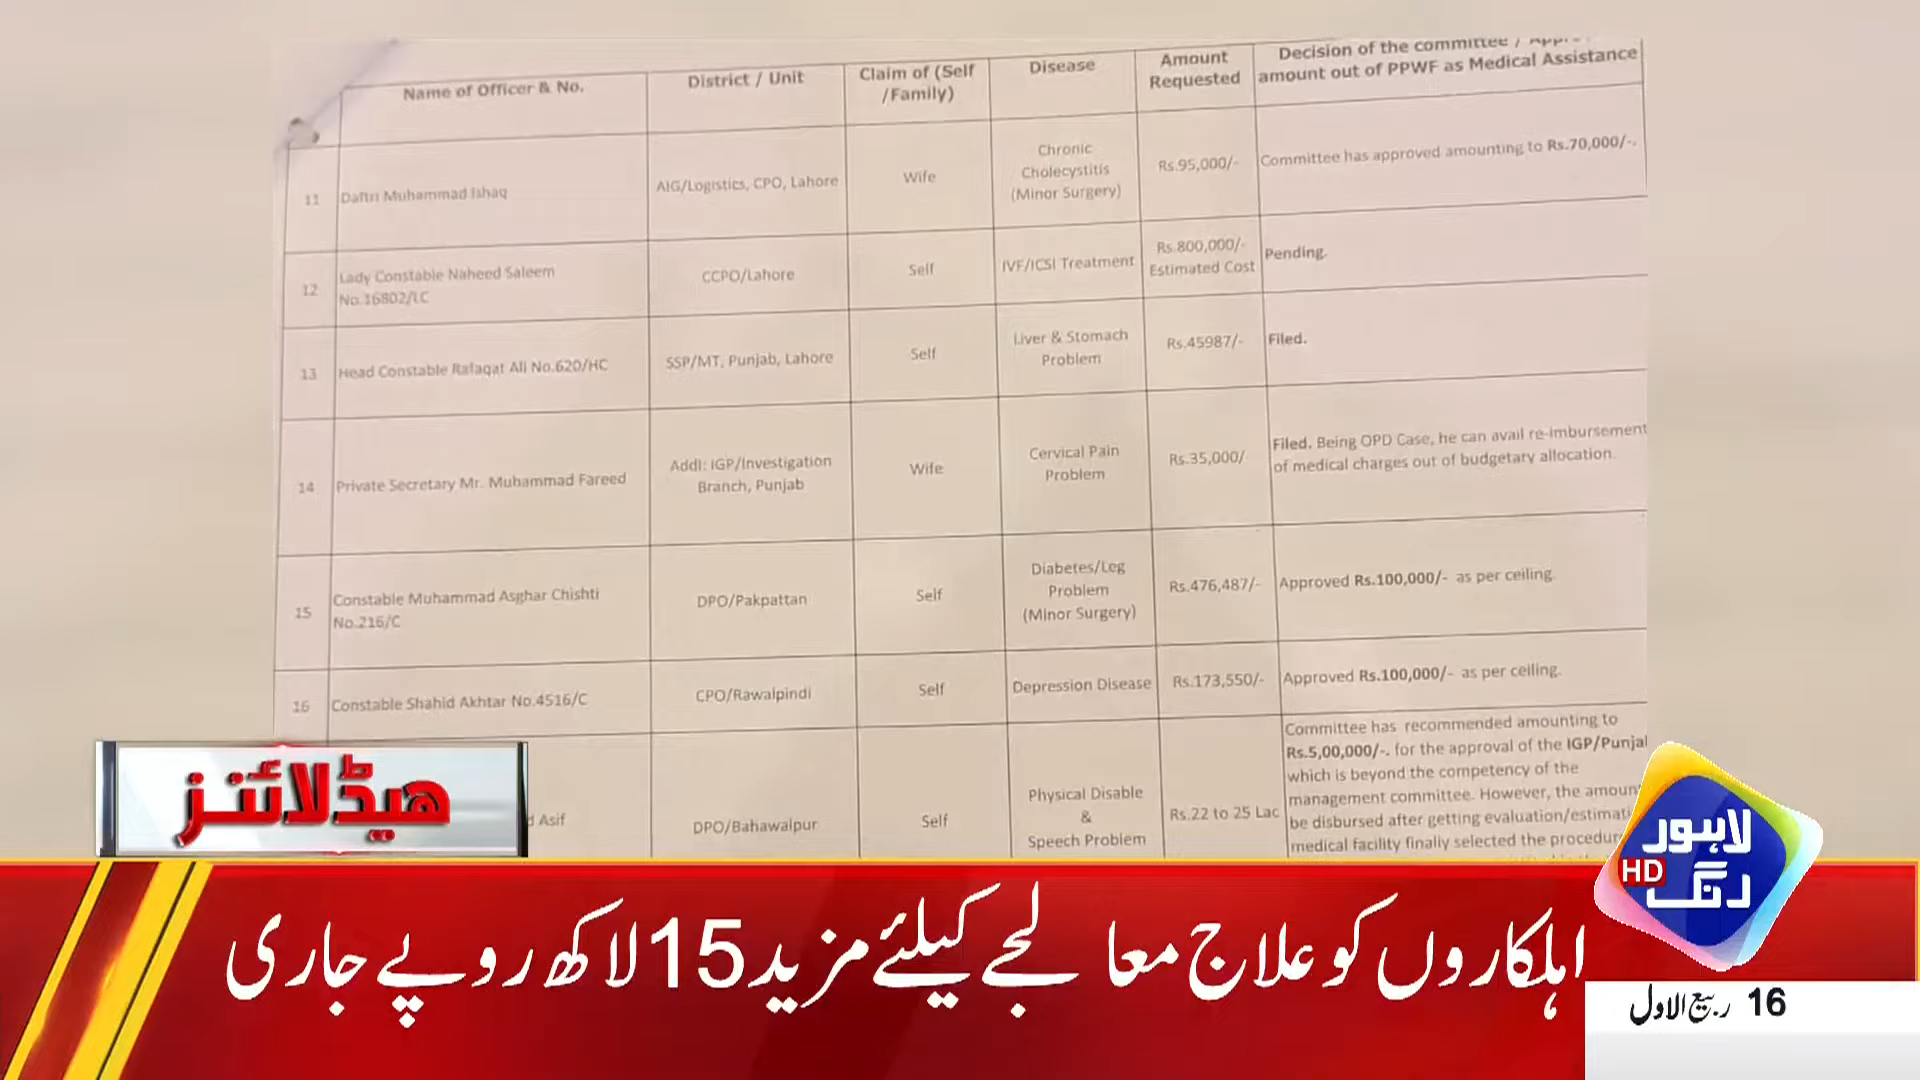 Name of Officer & No.
District / Unit
Claim of (Self
/Family)
Disease
Amount
Requested
Decision of the committee /
amount out of PPWF as Medical Assistance
11
Daftri Muhammad Ishaq
AIG/Logistics, CPO, Lahore
Wife
Chronic
Cholecystitis
(Minor Surgery)
Rs.95,000/-
Committee has approved amounting to Rs.70,000/-.
12
Lady Constable Naheed Saleem
No.16802/LC
CCPO/Lahore
Self
IVF/ICSI Treatment
Rs.800,000/-
Estimated Cost
Pending.
13
Head Constable Rafaqat Ali No.620/HC
SSP/MT, Punjab, Lahore
Self
Liver & Stomach
Problem
Rs.45987/-
Filed.
14
Private Secretary Mr. Muhammad Fareed
Addl: IGP/Investigation
Branch, Punjab
Wife
Cervical Pain
Problem
Rs.35,000/
Filed. Being OPD Case, he can avail re-imbursement
of medical charges out of budgetary allocation.
15
Constable Muhammad Asghar Chishti
No.216/C
DPO/Pakpattan
Self
Diabetes/Leg
Problem
(Minor Surgery)
Rs.476,487/-
Approved Rs.100,000/- as per ceiling.
16
Constable Shahid Akhtar No.4516/C
CPO/Rawalpindi
Self
Depression Disease
Rs.173,550/-
Approved Rs.100,000/- as per ceiling.
Asif
DPO/Bahawalpur
Self
Physical Disable
&
Speech Problem
Rs.22 to 25 Lac
Committee has recommended amounting to
Rs.5,00,000/-. for the approval of the IGP/Punjab
which is beyond the competency of the
management committee. However, the amount
be disbursed after getting evaluation/estimati
medical facility finally selected the procedur
ہیڈلائنز
لاہور
رنگ
HD
اہلکاروں کو علاج معالجے کیلئے مزید 15 لاکھ روپے جاری
16 ربیع الاول